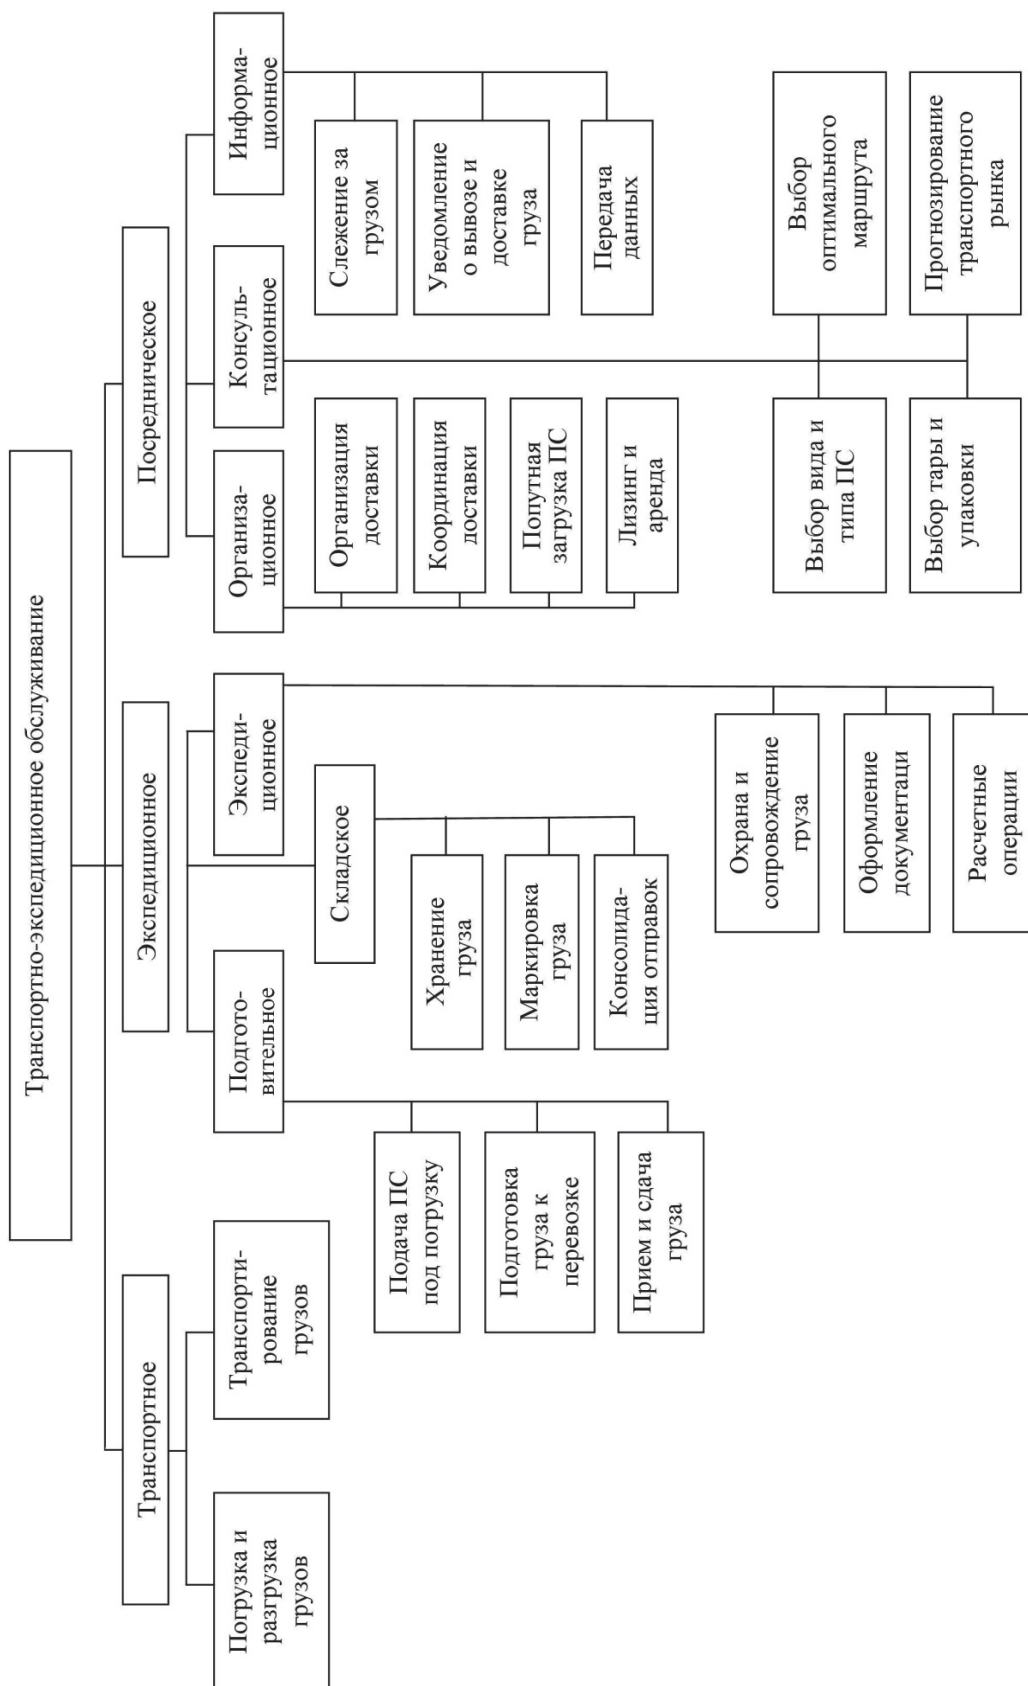 Транспортно-экспедиционное обслуживание
Транспортное
Экспедиционное
Посредническое
Погрузка и
разгрузка
грузов
Транспорти-
рование
грузов
Подгото-
вительное
Складское
Экспеди-
ционное
Организа-
ционное
Консуль-
тационное
Информа-
ционное
Подача ПС
под погрузку
Подготовка
груза к
перевозке
Прием и сдача
груза
Хранение
груза
Маркировка
груза
Консолида-
ция отправок
Охрана и
сопровождение
груза
Оформление
документаци
Расчетные
операции
Организация
доставки
Координация
доставки
Попутная
загрузка ПС
Лизинг и
аренда
Выбор вида и
типа ПС
Выбор тары и
упаковки
Выбор
оптимального
маршрута
Прогнозирование
транспортного
рынка
Слежение за
грузом
Уведомление
о вывозе и
доставке
груза
Передача
данных